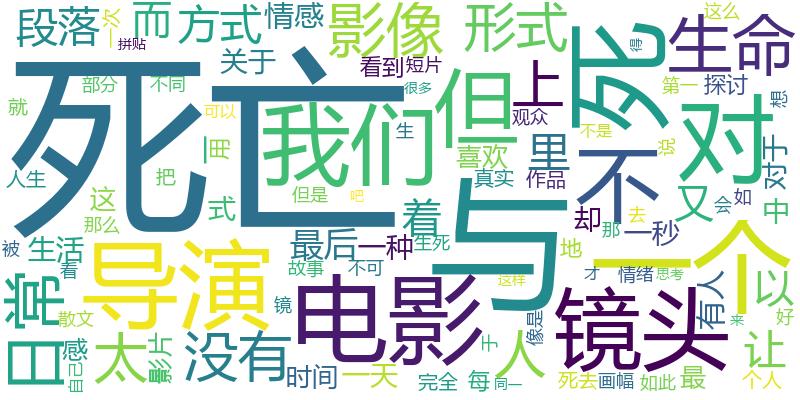 段落
一次
而
方式
情感
影像
形式
这么
生命
拼贴
关于
看到
短片
上
死
得
死亡
部分
不同
很多
但
我们
观众
第一
探讨
想
就
可以
用
生
不是
说
对
喜欢
里
不
人生
把
真实
作品
对于
这
式
但是
吧
着
与
又
会
如
中
那么
却
那
去
一秒
一个
被
生活
最后
一种
生死
地
看
导演
故事
不可
才
情绪
思考
有人
以
日常
镜
电影
这样
镜头
来
好
散文
于
像是
感
自己
太
影片
没有
时间
一天
完全
每
同一
人
死去
画幅
如此
最
让
个人